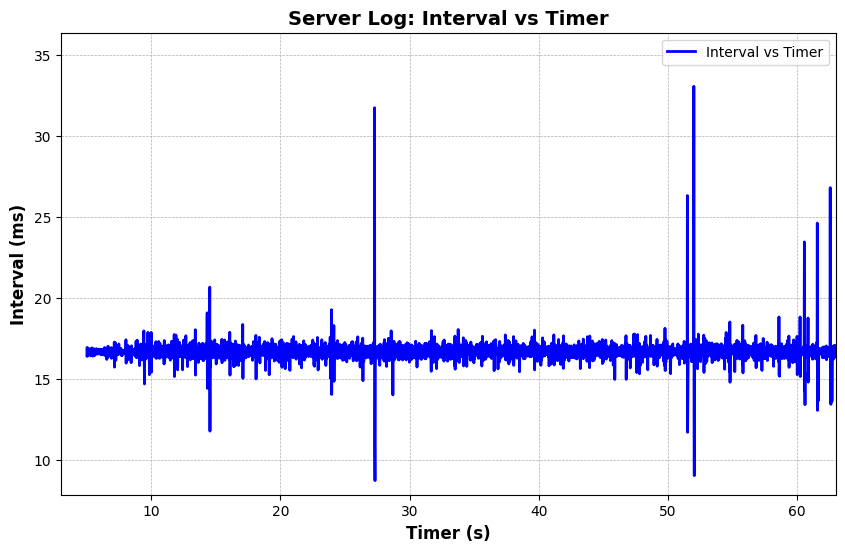 Server Log: Interval vs Timer
Interval vs Timer
35
30
25
20
15
10
Interval (ms)
10 20 30 40 50 60
Timer (s)